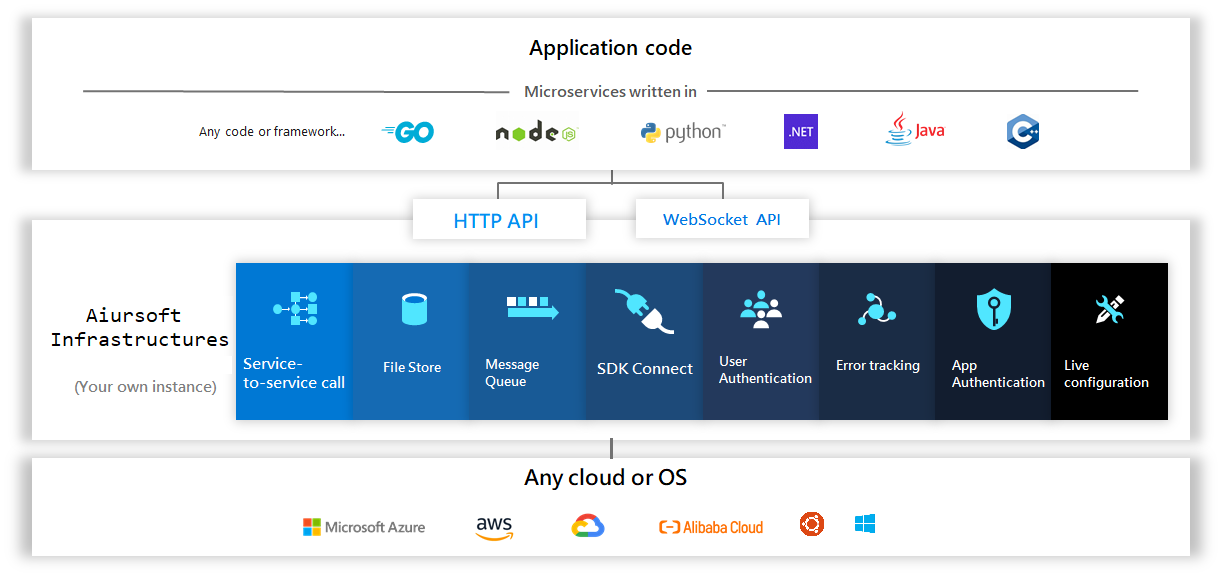 Application code
Microservices written in
Any code or framework...
GO
node
JS
python™
.NET
Java
C++
HTTP API
WebSocket API
Aiursoft
Infrastructures
(Your own instance)
Service-
to-service call
File Store
Message
Queue
SDK Connect
User
Authentication
Error tracking
App
Authentication
Live
configuration
Any cloud or OS
Microsoft Azure
aws
Alibaba Cloud